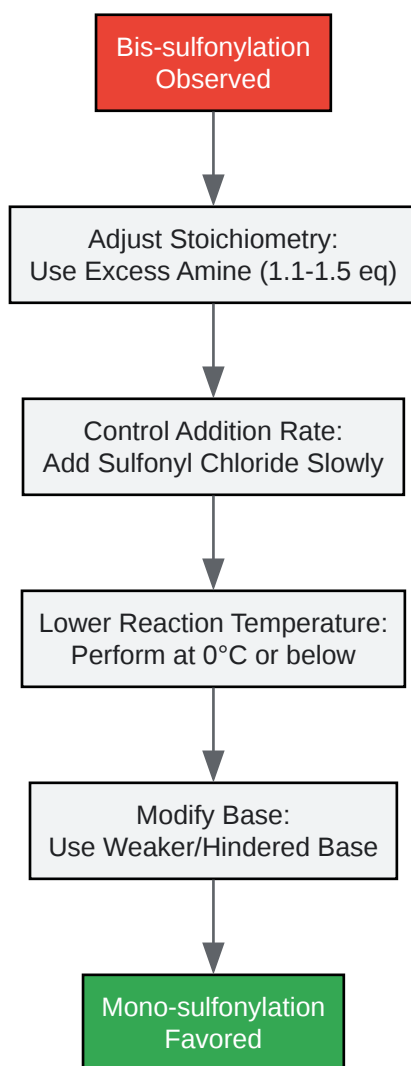 Bis-sulfonylation
Observed
Adjust Stoichiometry:
Use Excess Amine (1.1-1.5 eq)
Control Addition Rate:
Add Sulfonyl Chloride Slowly
Lower Reaction Temperature:
Perform at 0°C or below
Modify Base:
Use Weaker/Hindered Base
Mono-sulfonylation
Favored